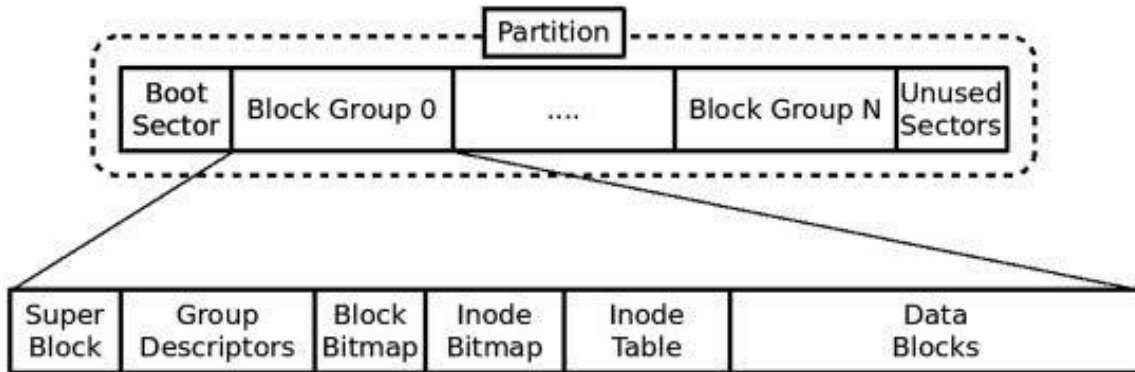 Partition
Boot
Sector
Block Group 0
....
Block Group N
Unused
Sectors
Super
Block
Group
Descriptors
Block
Bitmap
Inode
Bitmap
Inode
Table
Data
Blocks